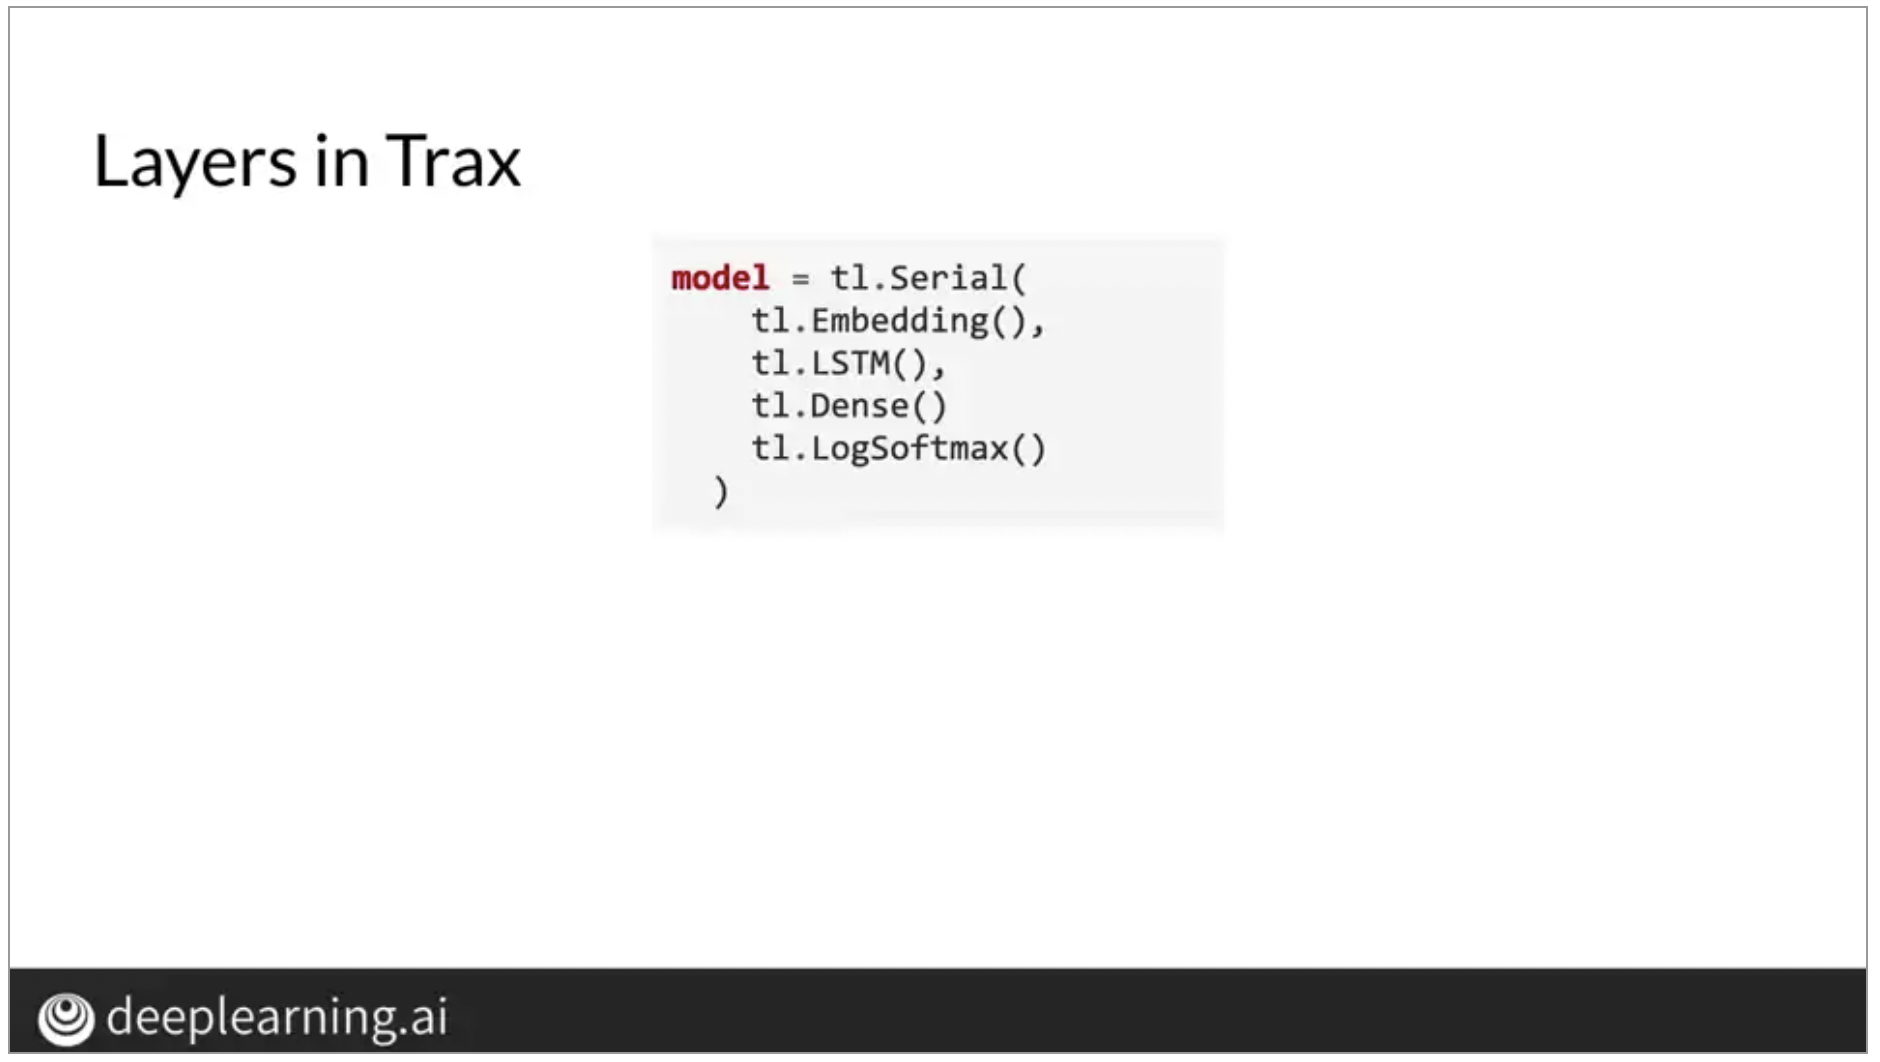 Layers in Trax
model = tl.Serial(
tl.Embedding(),
tl.LSTM(),
tl.Dense()
tl.LogSoftmax()
)
deeplearning.ai